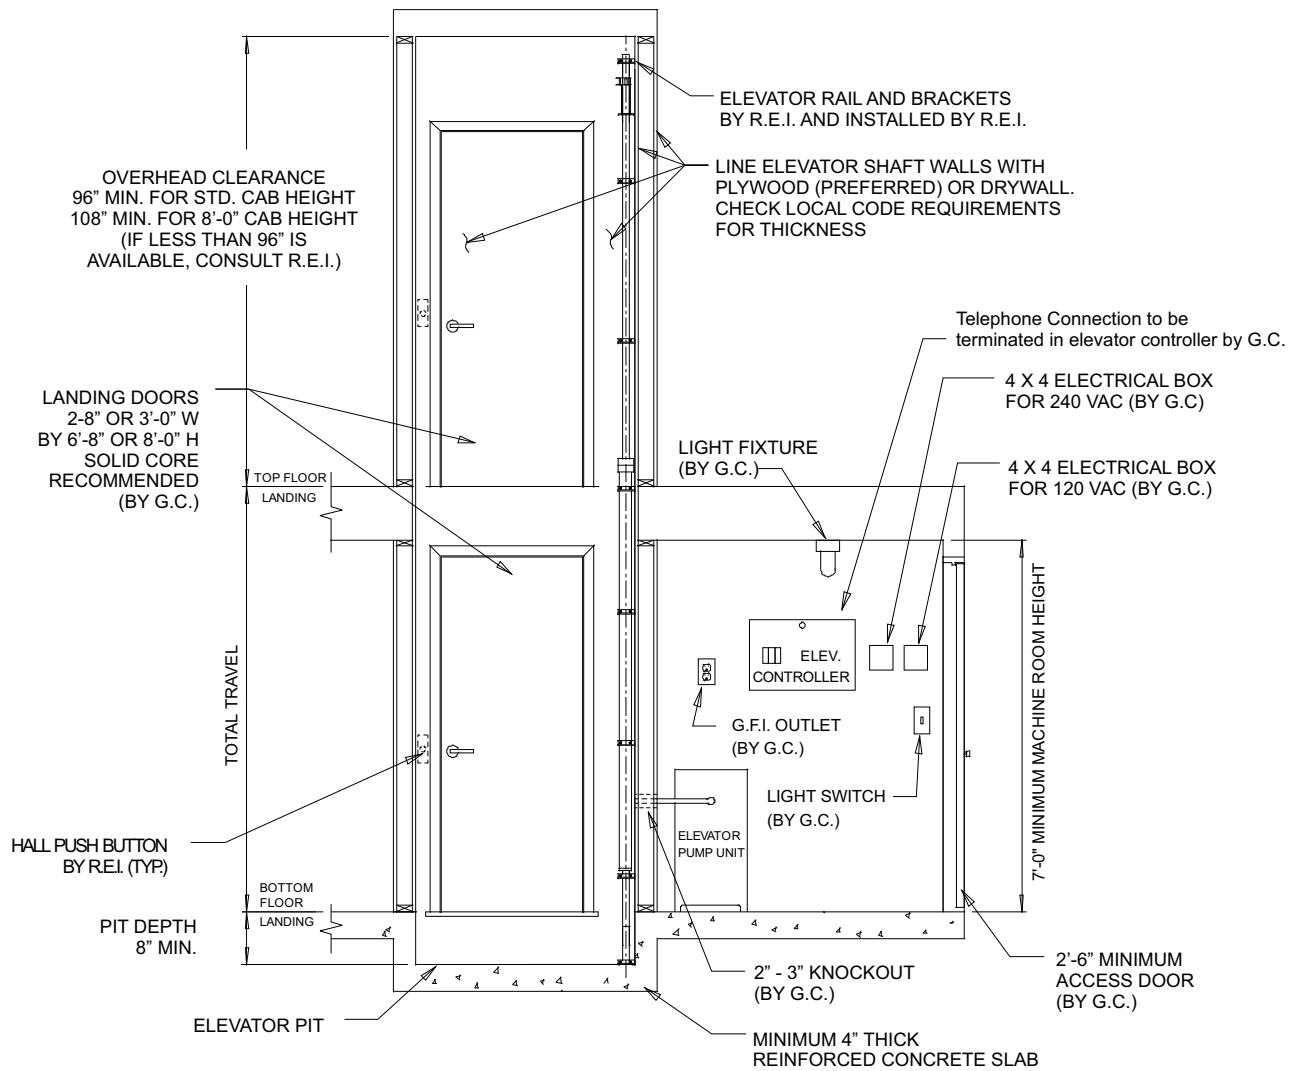 ELEVATOR RAIL AND BRACKETS
BY R.E.I. AND INSTALLED BY R.E.I.
LINE ELEVATOR SHAFT WALLS WITH
PLYWOOD (PREFERRED) OR DRYWALL.
CHECK LOCAL CODE REQUIREMENTS
FOR THICKNESS
OVERHEAD CLEARANCE
96” MIN. FOR STD. CAB HEIGHT
108” MIN. FOR 8’-0” CAB HEIGHT
(IF LESS THAN 96” IS
AVAILABLE, CONSULT R.E.I.)
Telephone Connection to be
terminated in elevator controller by G.C.
4 X 4 ELECTRICAL BOX
FOR 240 VAC (BY G.C)
LANDING DOORS
2-8” OR 3’-0” W
BY 6’-8” OR 8’-0” H
SOLID CORE
RECOMMENDED
(BY G.C.)
LIGHT FIXTURE
(BY G.C.)
4 X 4 ELECTRICAL BOX
FOR 120 VAC (BY G.C.)
TOP FLOOR
LANDING
TOTAL TRAVEL
ELEV.
CONTROLLER
7'-0" MINIMUM MACHINE ROOM HEIGHT
G.F.I. OUTLET
(BY G.C.)
LIGHT SWITCH
(BY G.C.)
ELEVATOR
PUMP UNIT
HALL PUSH BUTTON
BY R.E.I. (TYP.)
BOTTOM
FLOOR
LANDING
PIT DEPTH
8” MIN.
2” - 3” KNOCKOUT
(BY G.C.)
2’-6” MINIMUM
ACCESS DOOR
(BY G.C.)
ELEVATOR PIT
MINIMUM 4” THICK
REINFORCED CONCRETE SLAB